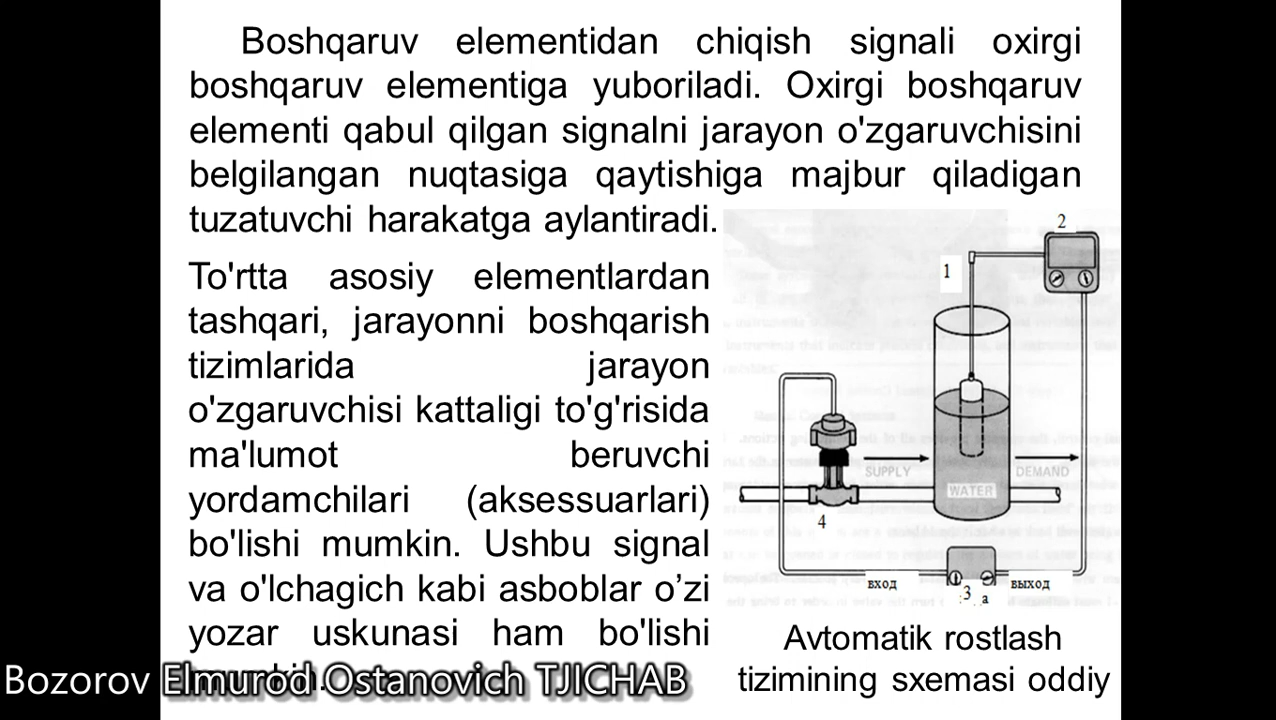 Boshqaruv elementidan chiqish signali oxirgi
boshqaruv elementiga yuboriladi. Oxirgi boshqaruv
elementi qabul qilgan signalni jarayon o'zgaruvchisini
belgilangan nuqtasiga qaytishiga majbur qiladigan
tuzatuvchi harakatga aylantiradi.
To'rtta asosiy elementlardan
tashqari, jarayonni boshqarish
tizimlarida jarayon
o'zgaruvchisi kattaligi to'g'risida
ma'lumot beruvchi
yordamchilari (aksessuarlari)
bo'lishi mumkin. Ushbu signal
va o'lchagich kabi asboblar o’zi
yozar uskunasi ham bo'lishi
2
1
SUPPLY
DEMAND
WATER
4
вход
3
выход
a
Avtomatik rostlash
tizimining sxemasi oddiy
Bozorov Elmurod Ostanovich TJICHAB